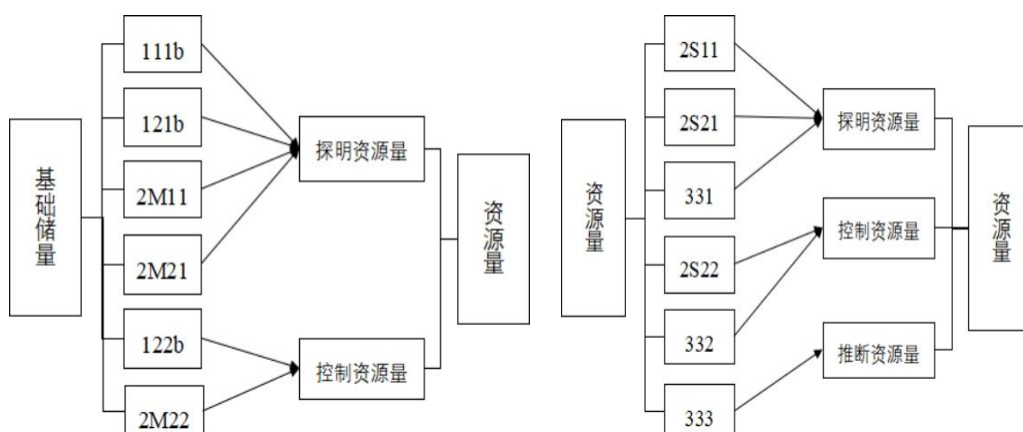 基础储量
111b
121b
2M11
2M21
122b
2M22
探明资源量
控制资源量
资源量
资源量
2S11
2S21
331
2S22
332
333
探明资源量
控制资源量
推断资源量
资源量